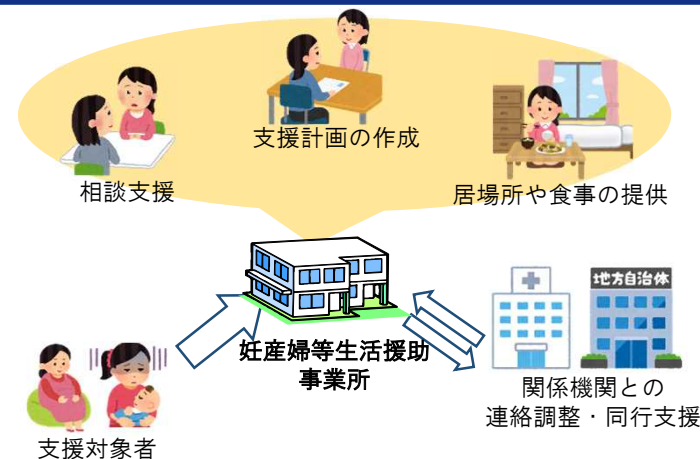 支援計画の作成
相談支援
居場所や食事の提供
地方自治体
妊産婦等生活援助
事業所
関係機関との
連絡調整・同行支援
支援対象者